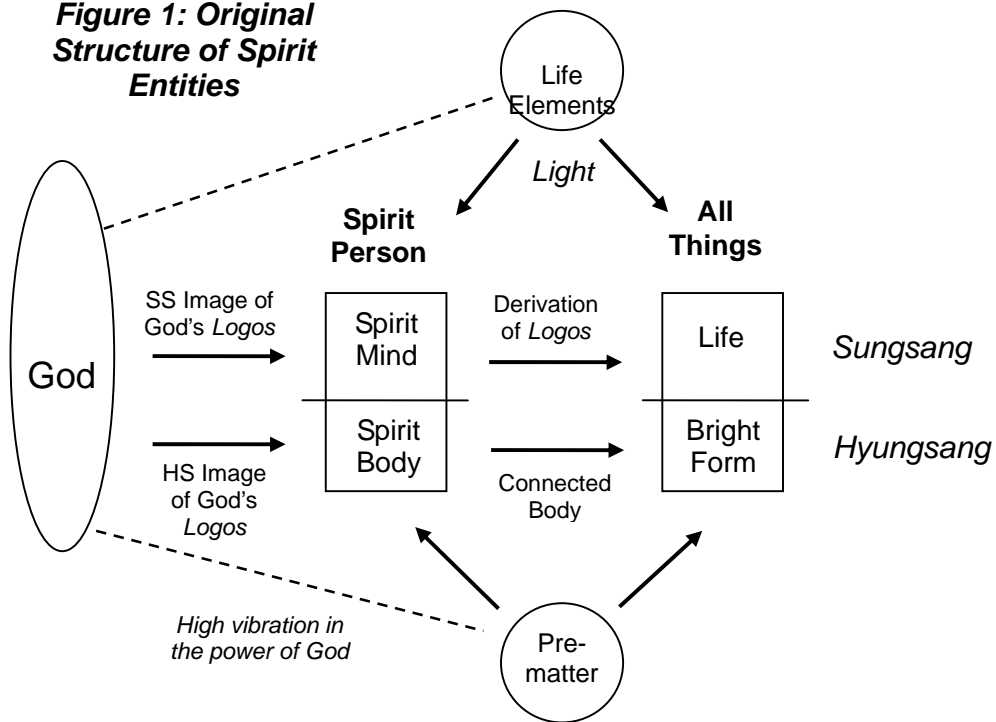 Figure 1: Original
Structure of Spirit
Entities
Life
Elements
Light
Spirit
Person
All
Things
God
SS Image of
God's Logos
Spirit
Mind
Derivation
of Logos
Life
Sungsang
HS Image
of God's
Logos
Spirit
Body
Connected
Body
Bright
Form
Hyungsang
High vibration in
the power of God
Pre-
matter